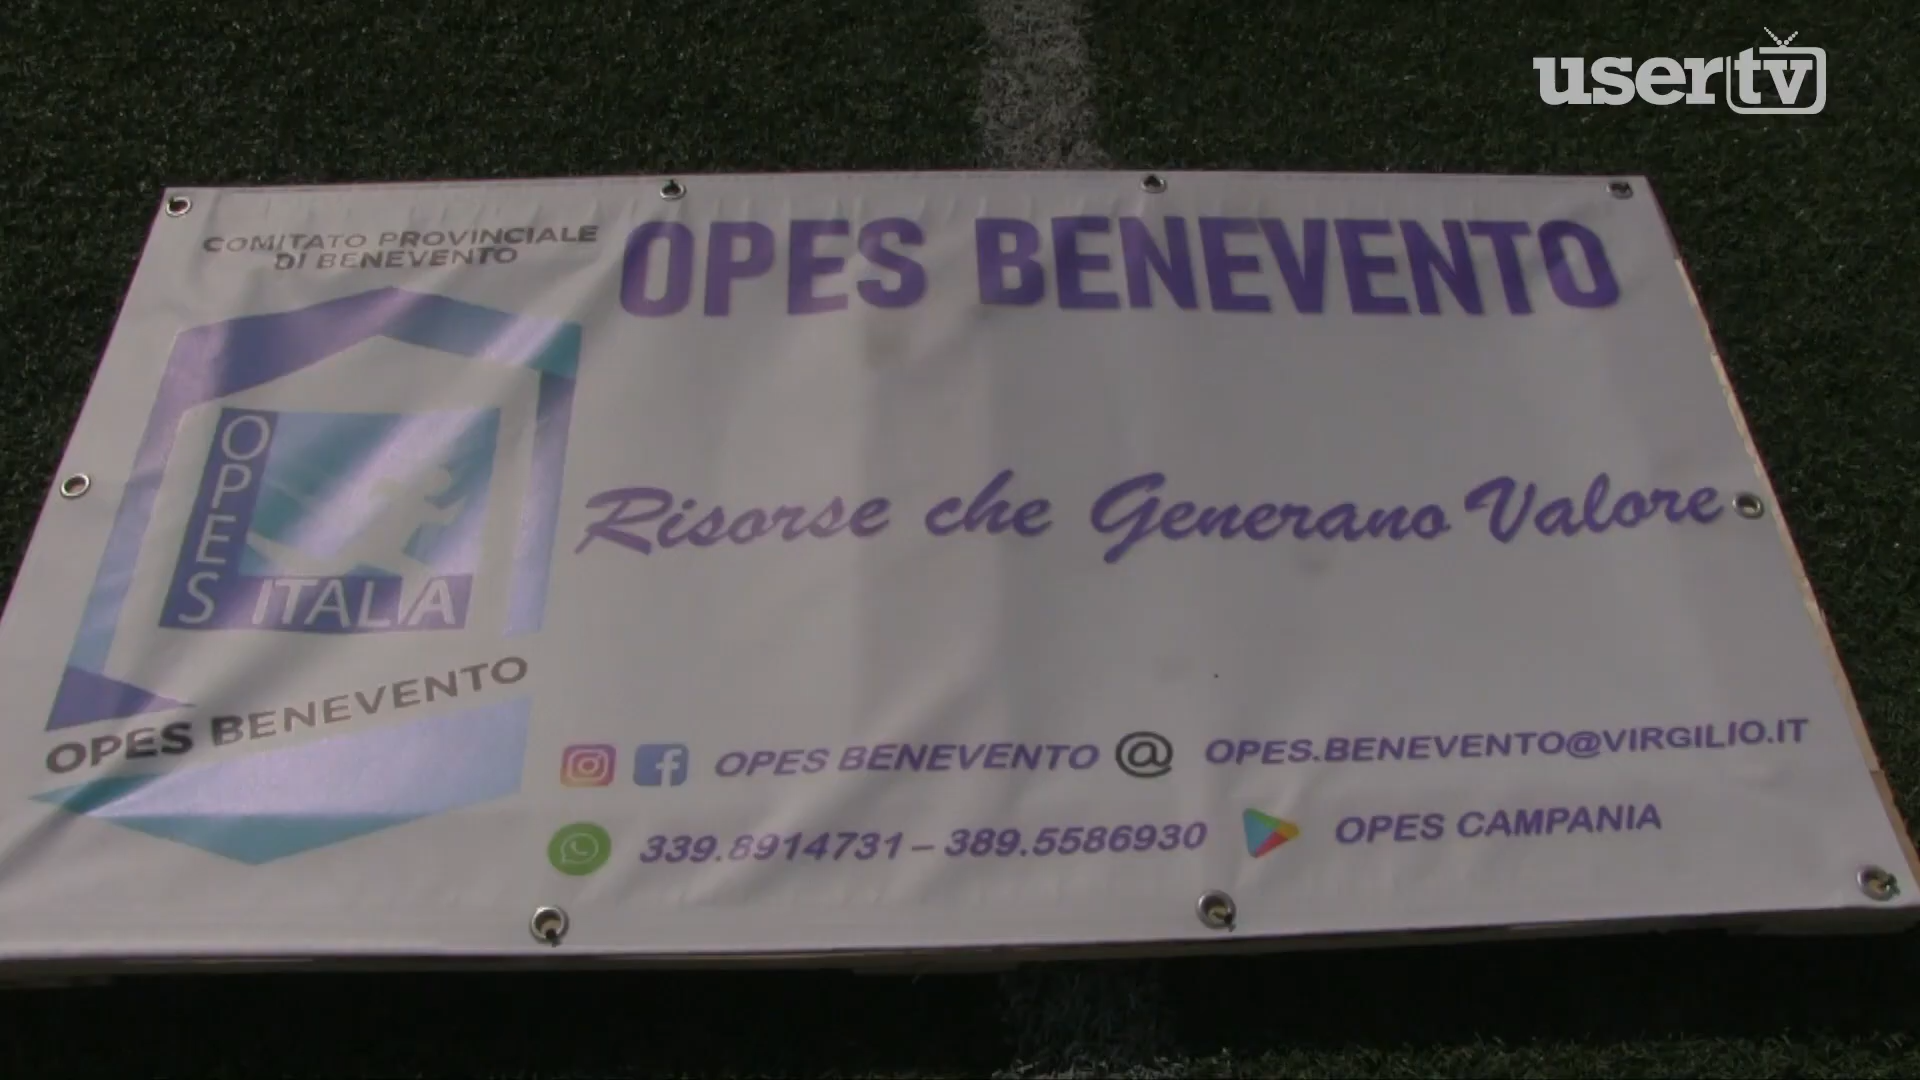 usertv
COMITATO PROVINCIALE
DI BENEVENTO
OPES BENEVENTO
OPES
ITALIA
Risorse che Generano Valore
OPES BENEVENTO
OPES BENEVENTO @ OPES.BENEVENTO@VIRGILIO.IT
339.8914731 – 389.5586930 OPES CAMPANIA